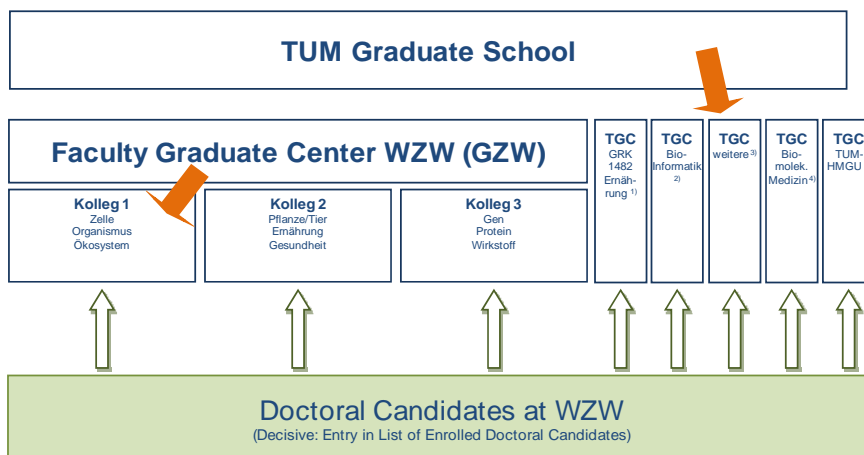 TUM Graduate School
Faculty Graduate Center WZW (GZW)
Kolleg 1
Zelle
Organismus
Ökosystem
Kolleg 2
Pflanze/Tier
Ernährung
Gesundheit
Kolleg 3
Gen
Protein
Wirkstoff
TGC
GRK
1482
Ernäh-
rung 1)
TGC
Bio-
Informatik
2)
TGC
weitere 3)
TGC
Bio-
molek.
Medizin 4)
TGC
TUM-
HMGU
Doctoral Candidates at WZW
(Decisive: Entry in List of Enrolled Doctoral Candidates)